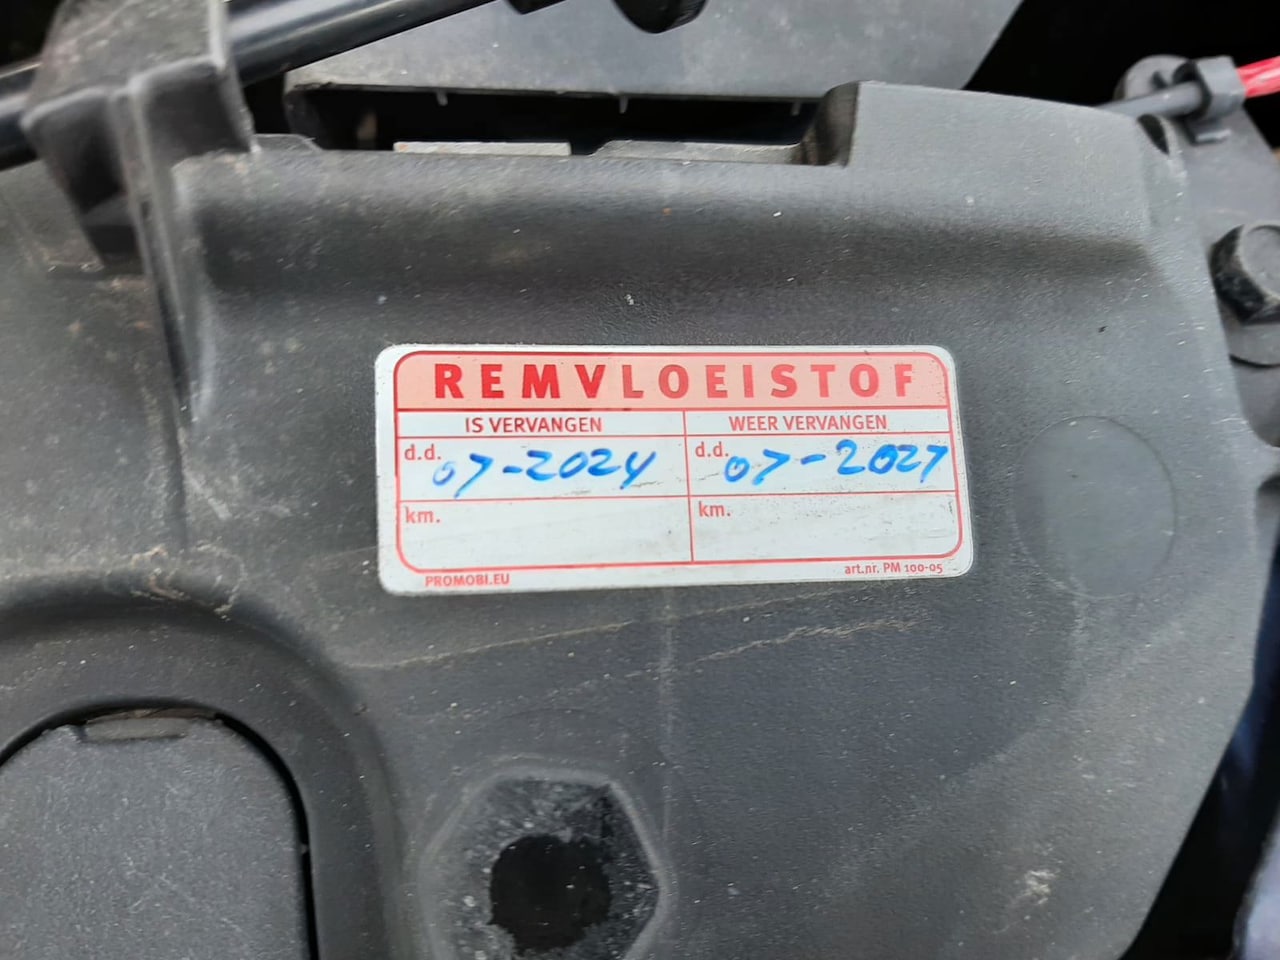 REMVLOEISTOF
IS VERVANGEN WEER VERVANGEN
d.d. 07-2024 d.d. 07-2027
km. km.
PROMOBI.EU art.nr. PM 100-05